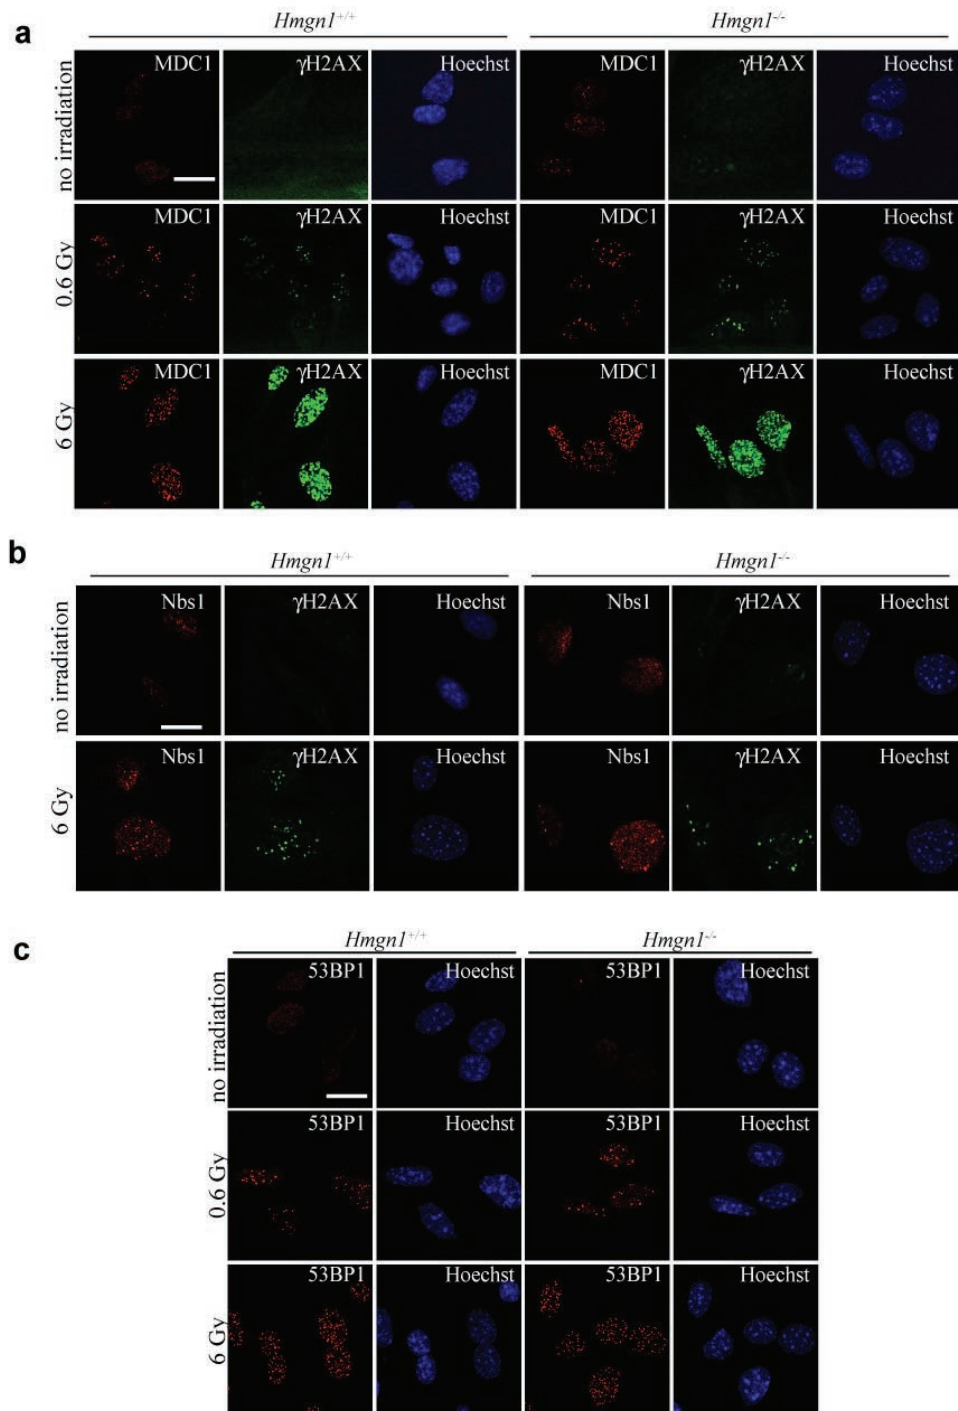 a
Hmgn1+/+ Hmgn1-/-
no irradiation MDC1 γH2AX Hoechst MDC1 γH2AX Hoechst
0.6 Gy MDC1 γH2AX Hoechst MDC1 γH2AX Hoechst
6 Gy MDC1 γH2AX Hoechst MDC1 γH2AX Hoechst
b
Hmgn1+/+ Hmgn1-/-
no irradiation Nbs1 γH2AX Hoechst Nbs1 γH2AX Hoechst
6 Gy Nbs1 γH2AX Hoechst Nbs1 γH2AX Hoechst
c
Hmgn1+/+ Hmgn1-/-
no irradiation 53BP1 Hoechst 53BP1 Hoechst
0.6 Gy 53BP1 Hoechst 53BP1 Hoechst
6 Gy 53BP1 Hoechst 53BP1 Hoechst